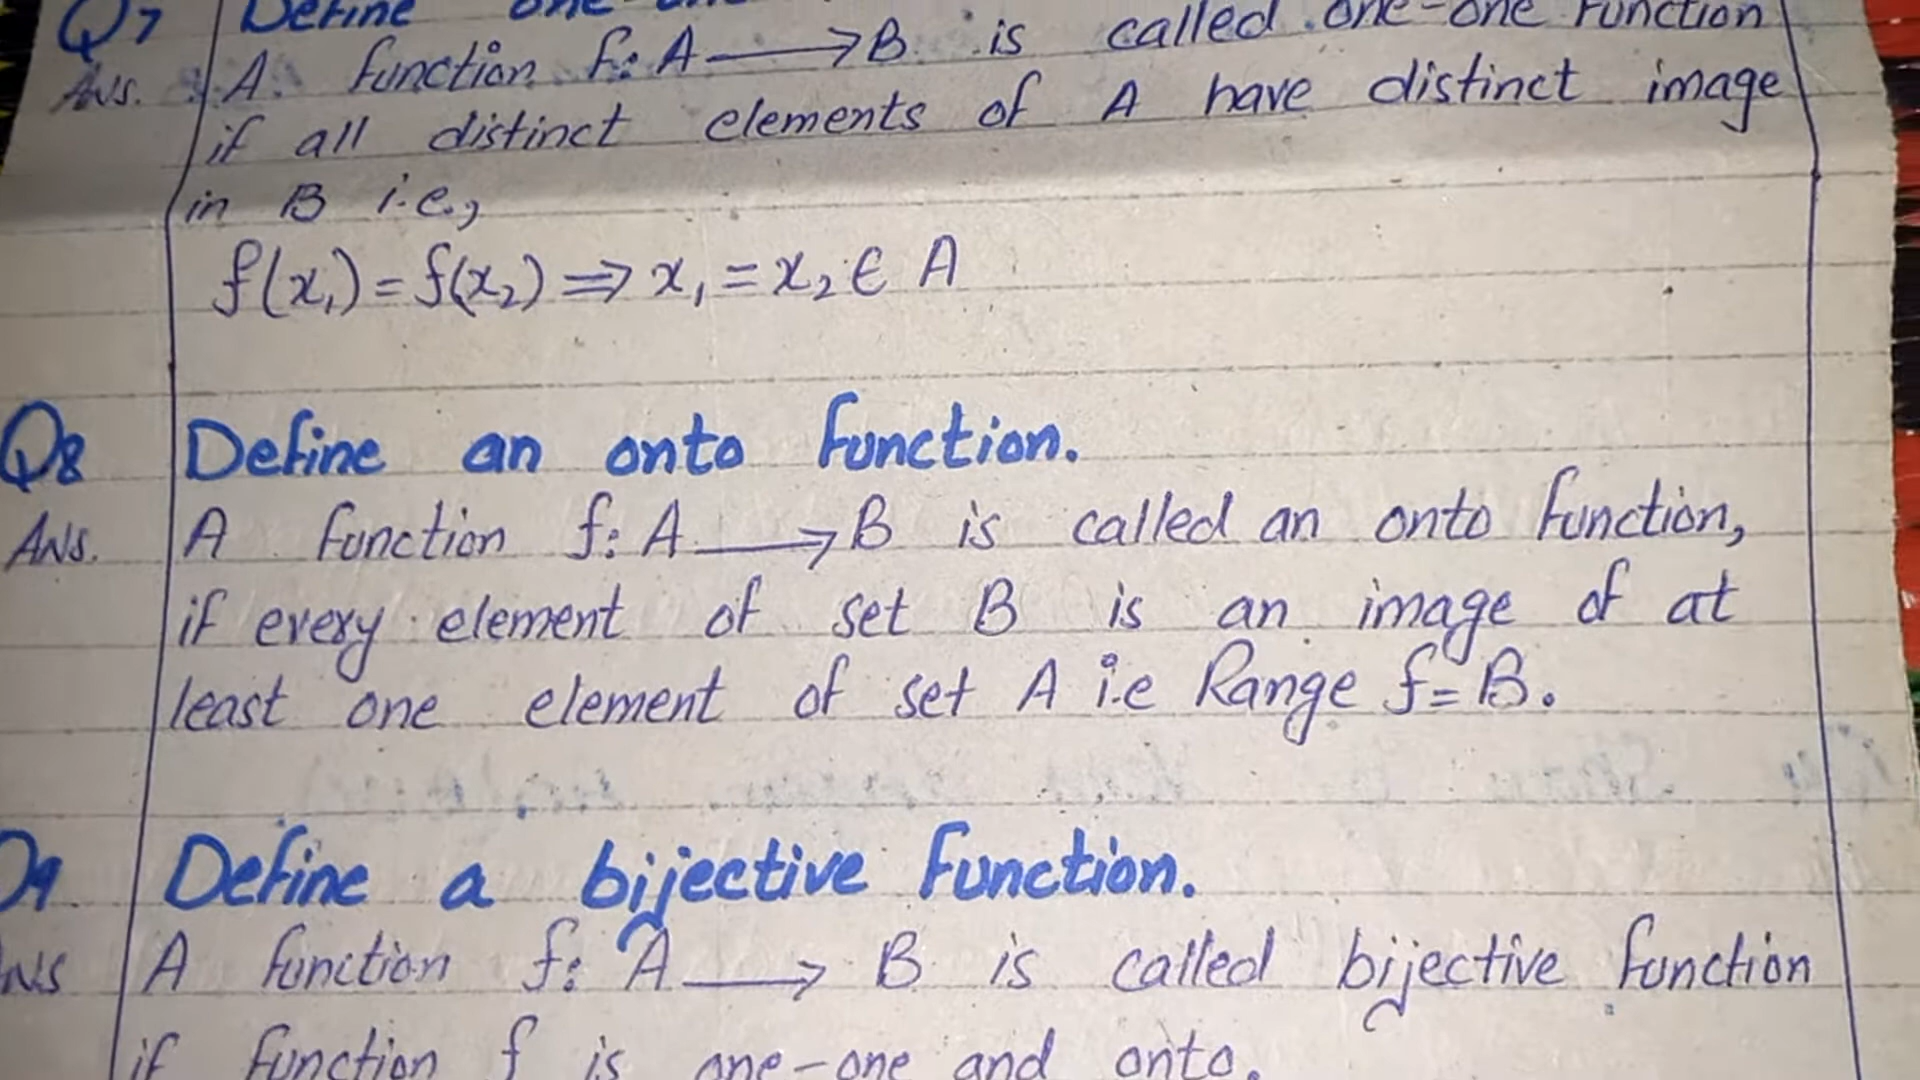 Q7 Define one-one
Ans. A function f: A ⟶ B is called one-one function
if all distinct elements of A have distinct image
in B i.e.,
f(x₁) = f(x₂) ⇒ x₁ = x₂ ∈ A
Q8 Define an onto function.
Ans. A function f: A ⟶ B is called an onto function,
if every element of set B is an image of at
least one element of set A i.e Range f = B.
Q9. Define a bijective function.
Ans A function f: A ⟶ B is called bijective function
if function f is one-one and onto.